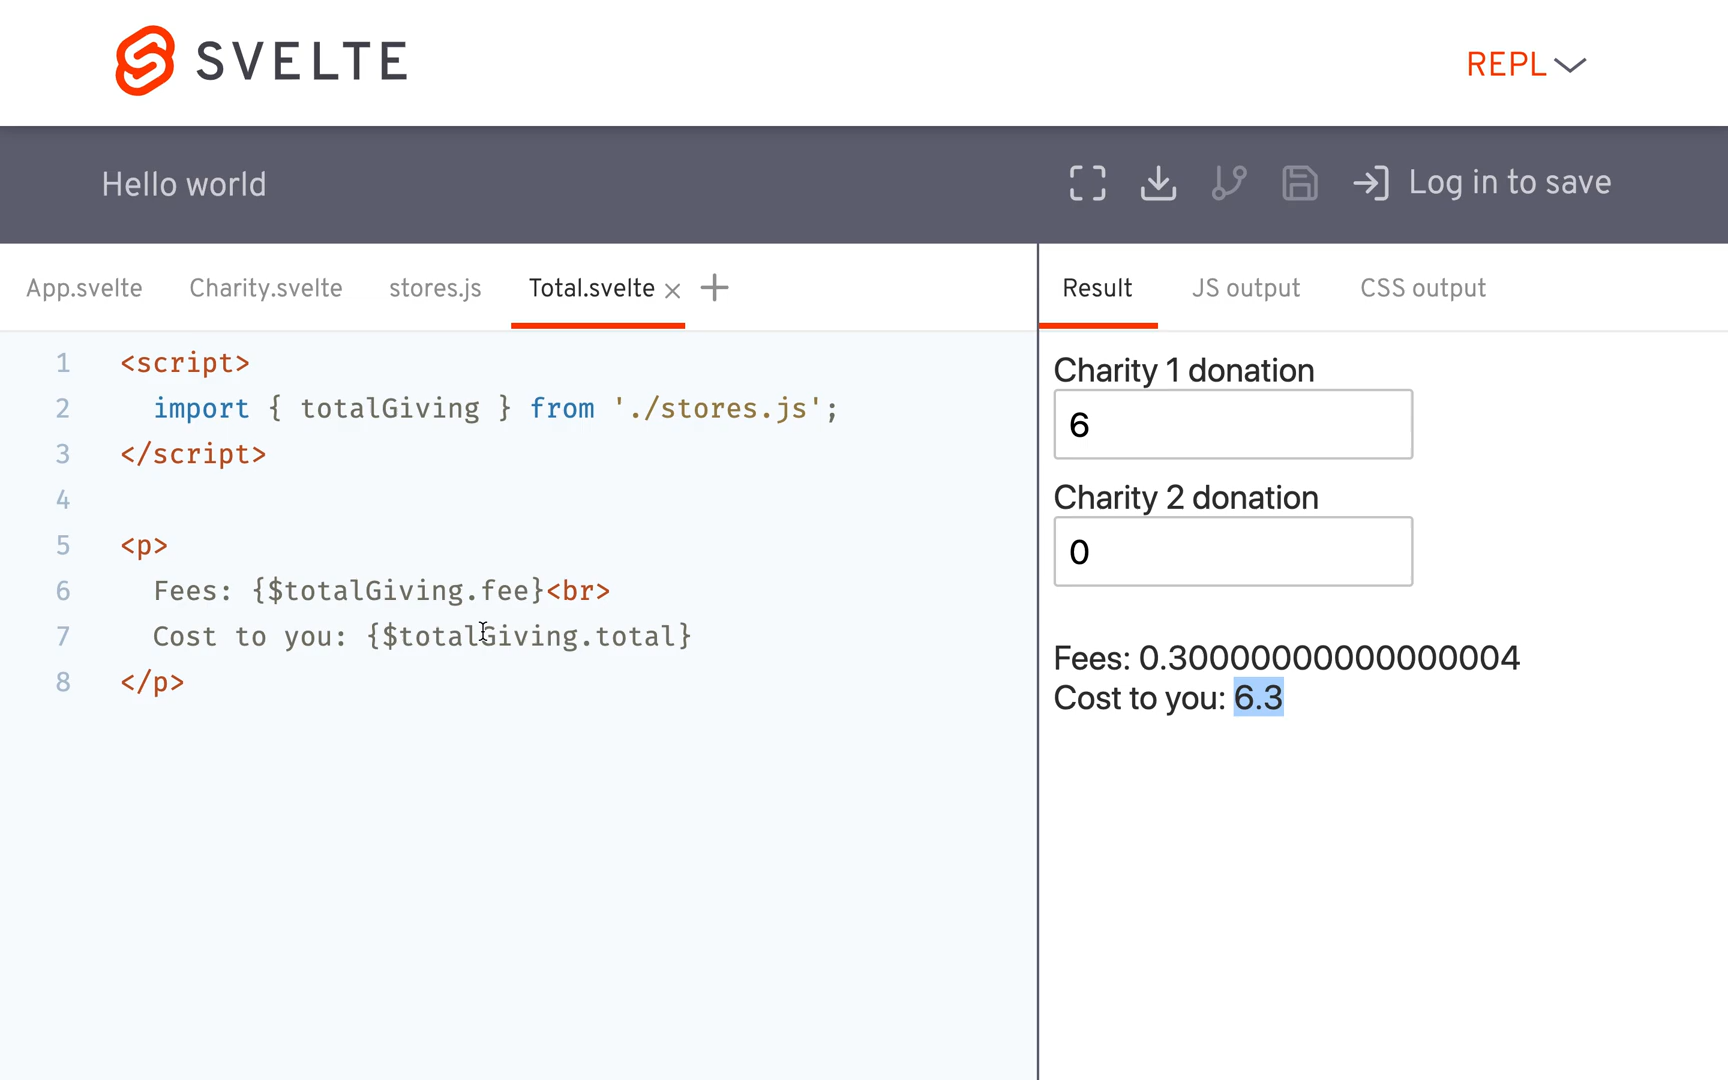 SVELTE
REPL
Hello world
Log in to save
App.svelte Charity.svelte stores.js Total.svelte
Result JS output CSS output
1 <script>
2 import { totalGiving } from './stores.js';
3 </script>
4
5 <p>
6 Fees: {$totalGiving.fee}<br>
7 Cost to you: {$totalGiving.total}
8 </p>
Charity 1 donation
6
Charity 2 donation
0
Fees: 0.30000000000000004
Cost to you: 6.3